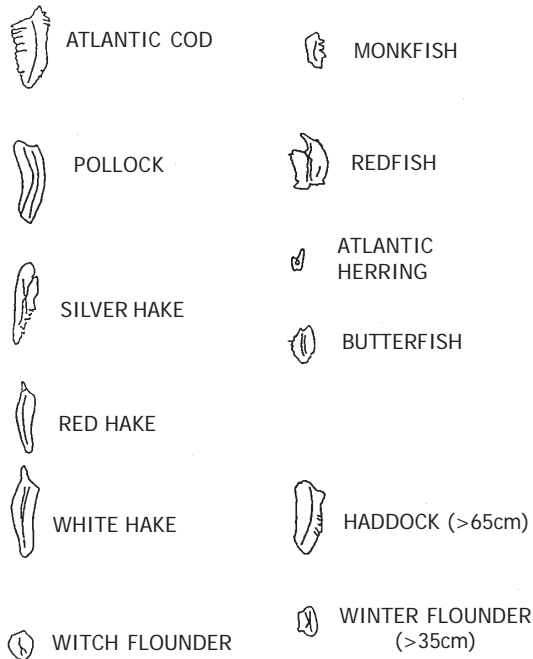 ATLANTIC COD
POLLOCK
SILVER HAKE
RED HAKE
WHITE HAKE
WITCH FLOUNDER
MONKFISH
REDFISH
ATLANTIC
HERRING
BUTTERFISH
HADDOCK (>65cm)
WINTER FLOUNDER
(>35cm)